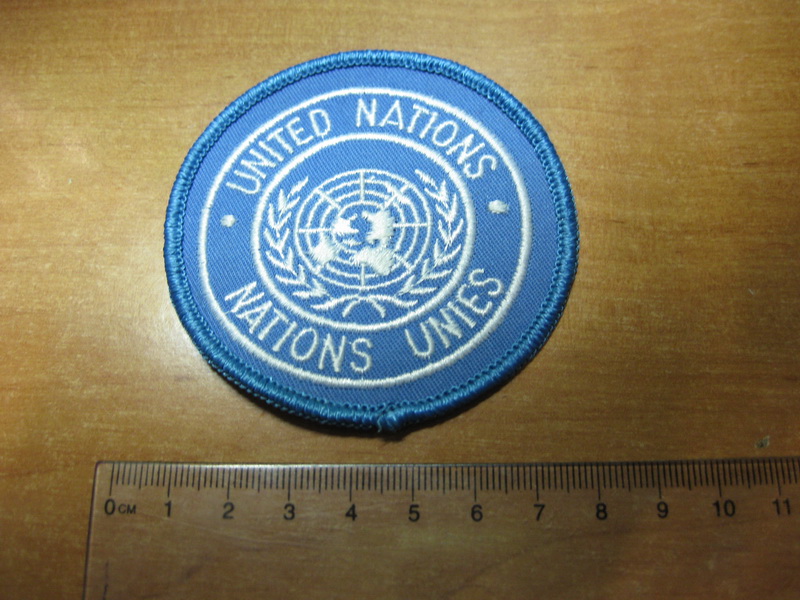 UNITED NATIONS
NATIONS UNIES
0 CM 1 2 3 4 5 6 7 8 9 10 11